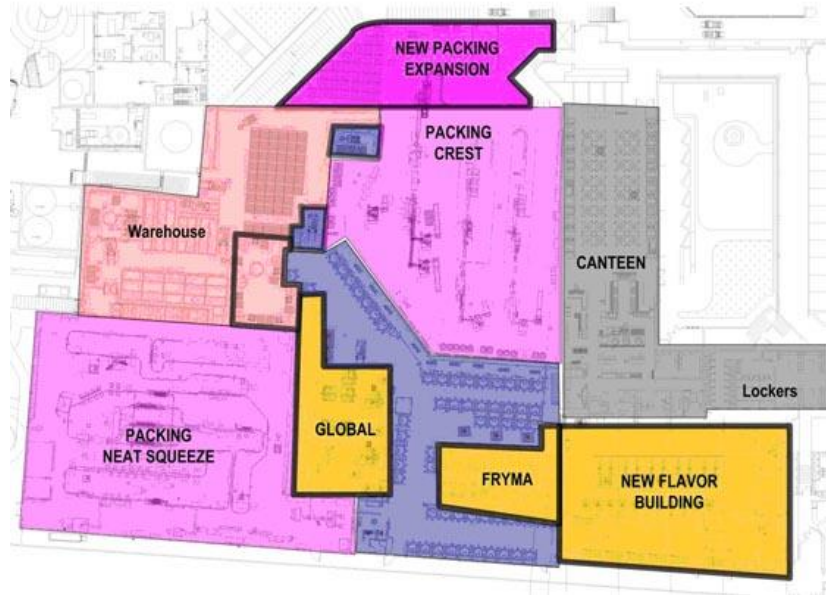 NEW PACKING
EXPANSION
PACKING
CREST
Warehouse
CANTEEN
Lockers
PACKING
NEAT SQUEEZE
GLOBAL
FRYMA
NEW FLAVOR
BUILDING